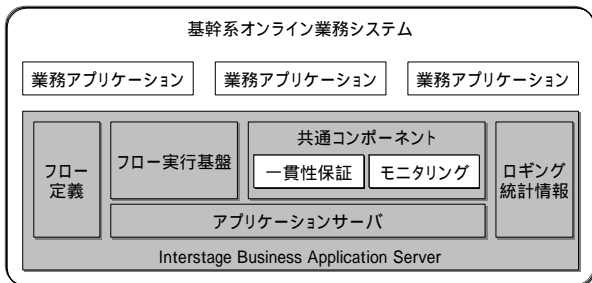 基幹系オンライン業務システム
業務アプリケーション 業務アプリケーション 業務アプリケーション
フロー
定義
フロー実行基盤
共通コンポーネント
一貫性保証 モニタリング
ロギング
統計情報
アプリケーションサーバ
Interstage Business Application Server